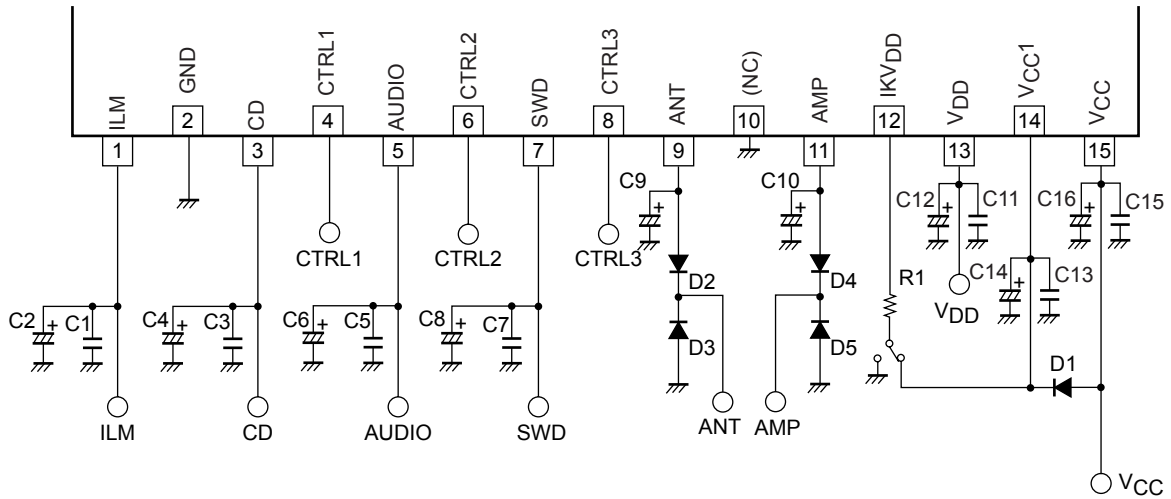 ILM
GND
CD
CTRL1
AUDIO
CTRL2
SWD
CTRL3
ANT
(NC)
AMP
IKVDD
VDD
VCC1
VCC
1
2
3
4
5
6
7
8
9
10
11
12
13
14
15
C9
C10
C12
+
C11
C16
+
C15
+
+
CTRL1
CTRL2
CTRL3
D2
D4
R1
C14
+
C13
VDD
C2
+
C1
C4
+
C3
C6
+
C5
C8
+
C7
D3
D5
D1
ILM
CD
AUDIO
SWD
ANT
AMP
VCC